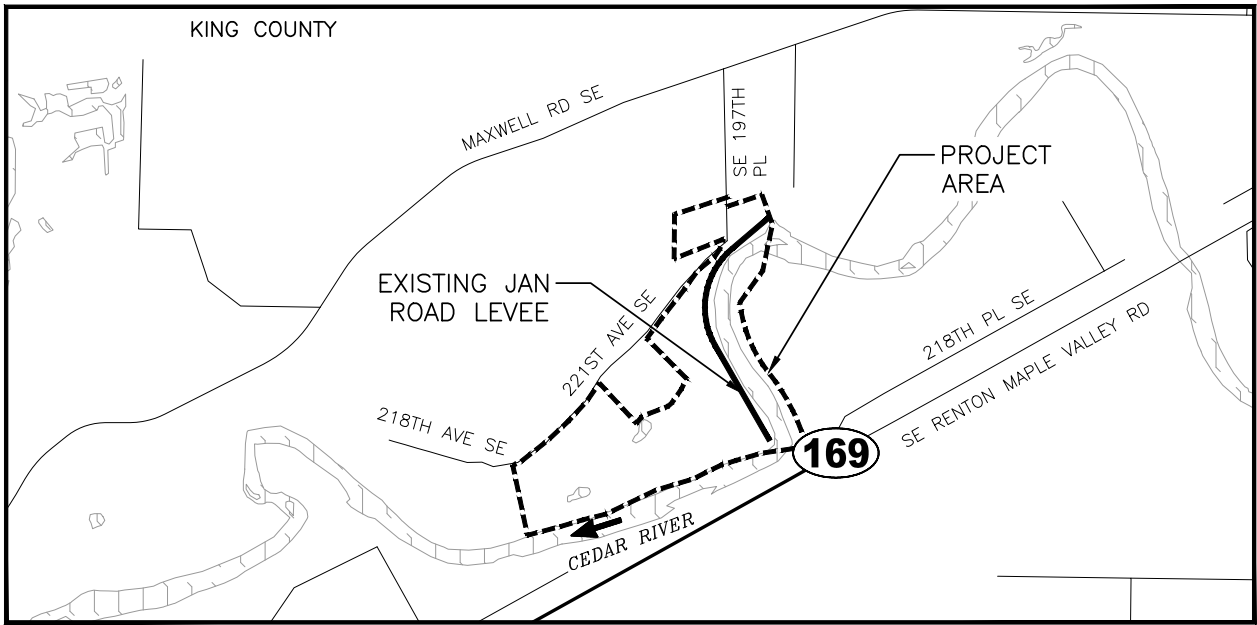 KING COUNTY
MAXWELL RD SE
SE 197TH
PL
PROJECT
AREA
EXISTING JAN
ROAD LEVEE
221ST AVE SE
218TH PL SE
SE RENTON MAPLE VALLEY RD
218TH AVE SE
169
CEDAR RIVER